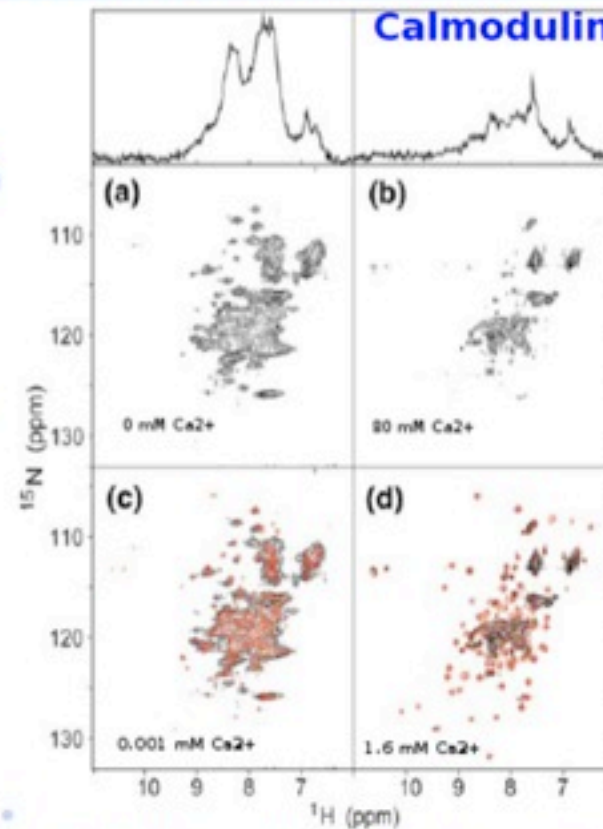 Calmodulin
(a)
(b)
110
120
130
0 mM Ca2+
80 mM Ca2+
15N (ppm)
(c)
(d)
110
120
130
0.001 mM Ca2+
1.6 mM Ca2+
10 9 8 7 10 9 8 7
1H (ppm)